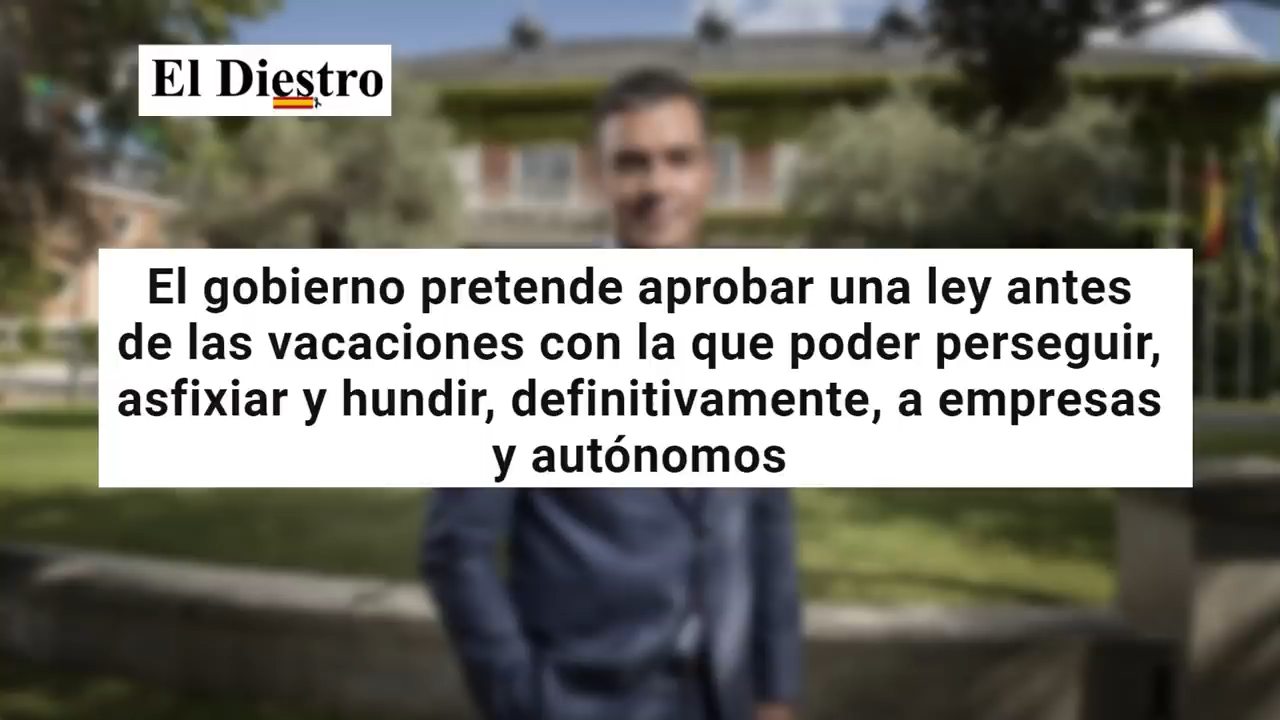 El Diestro
El gobierno pretende aprobar una ley antes
de las vacaciones con la que poder perseguir,
asfixiar y hundir, definitivamente, a empresas
y autónomos